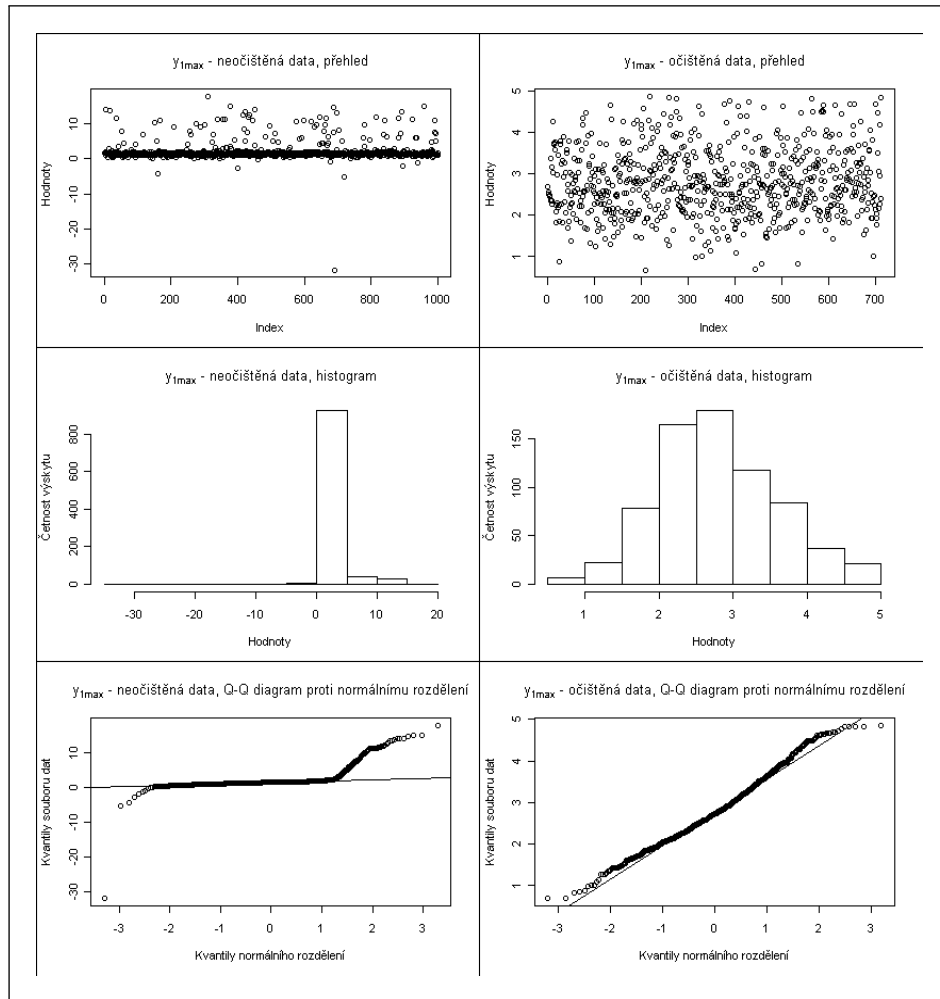 y1max - neočištěná data, přehled
Hodnoty
10
0
-10
-20
-30
0 200 400 600 800 1000
Index
y1max - očištěná data, přehled
Hodnoty
5
4
3
2
1
0 100 200 300 400 500 600 700
Index
y1max - neočištěná data, histogram
Četnost výskytu
800
600
400
200
0
-30 -20 -10 0 10 20
Hodnoty
y1max - očištěná data, histogram
Četnost výskytu
150
100
50
0
1 2 3 4 5
Hodnoty
y1max - neočištěná data, Q-Q diagram proti normálnímu rozdělení
Kvantily souboru dat
10
0
-10
-20
-30
-3 -2 -1 0 1 2 3
Kvantily normálního rozdělení
y1max - očištěná data, Q-Q diagram proti normálnímu rozdělení
Kvantily souboru dat
5
4
3
2
1
-3 -2 -1 0 1 2 3
Kvantily normálního rozdělení